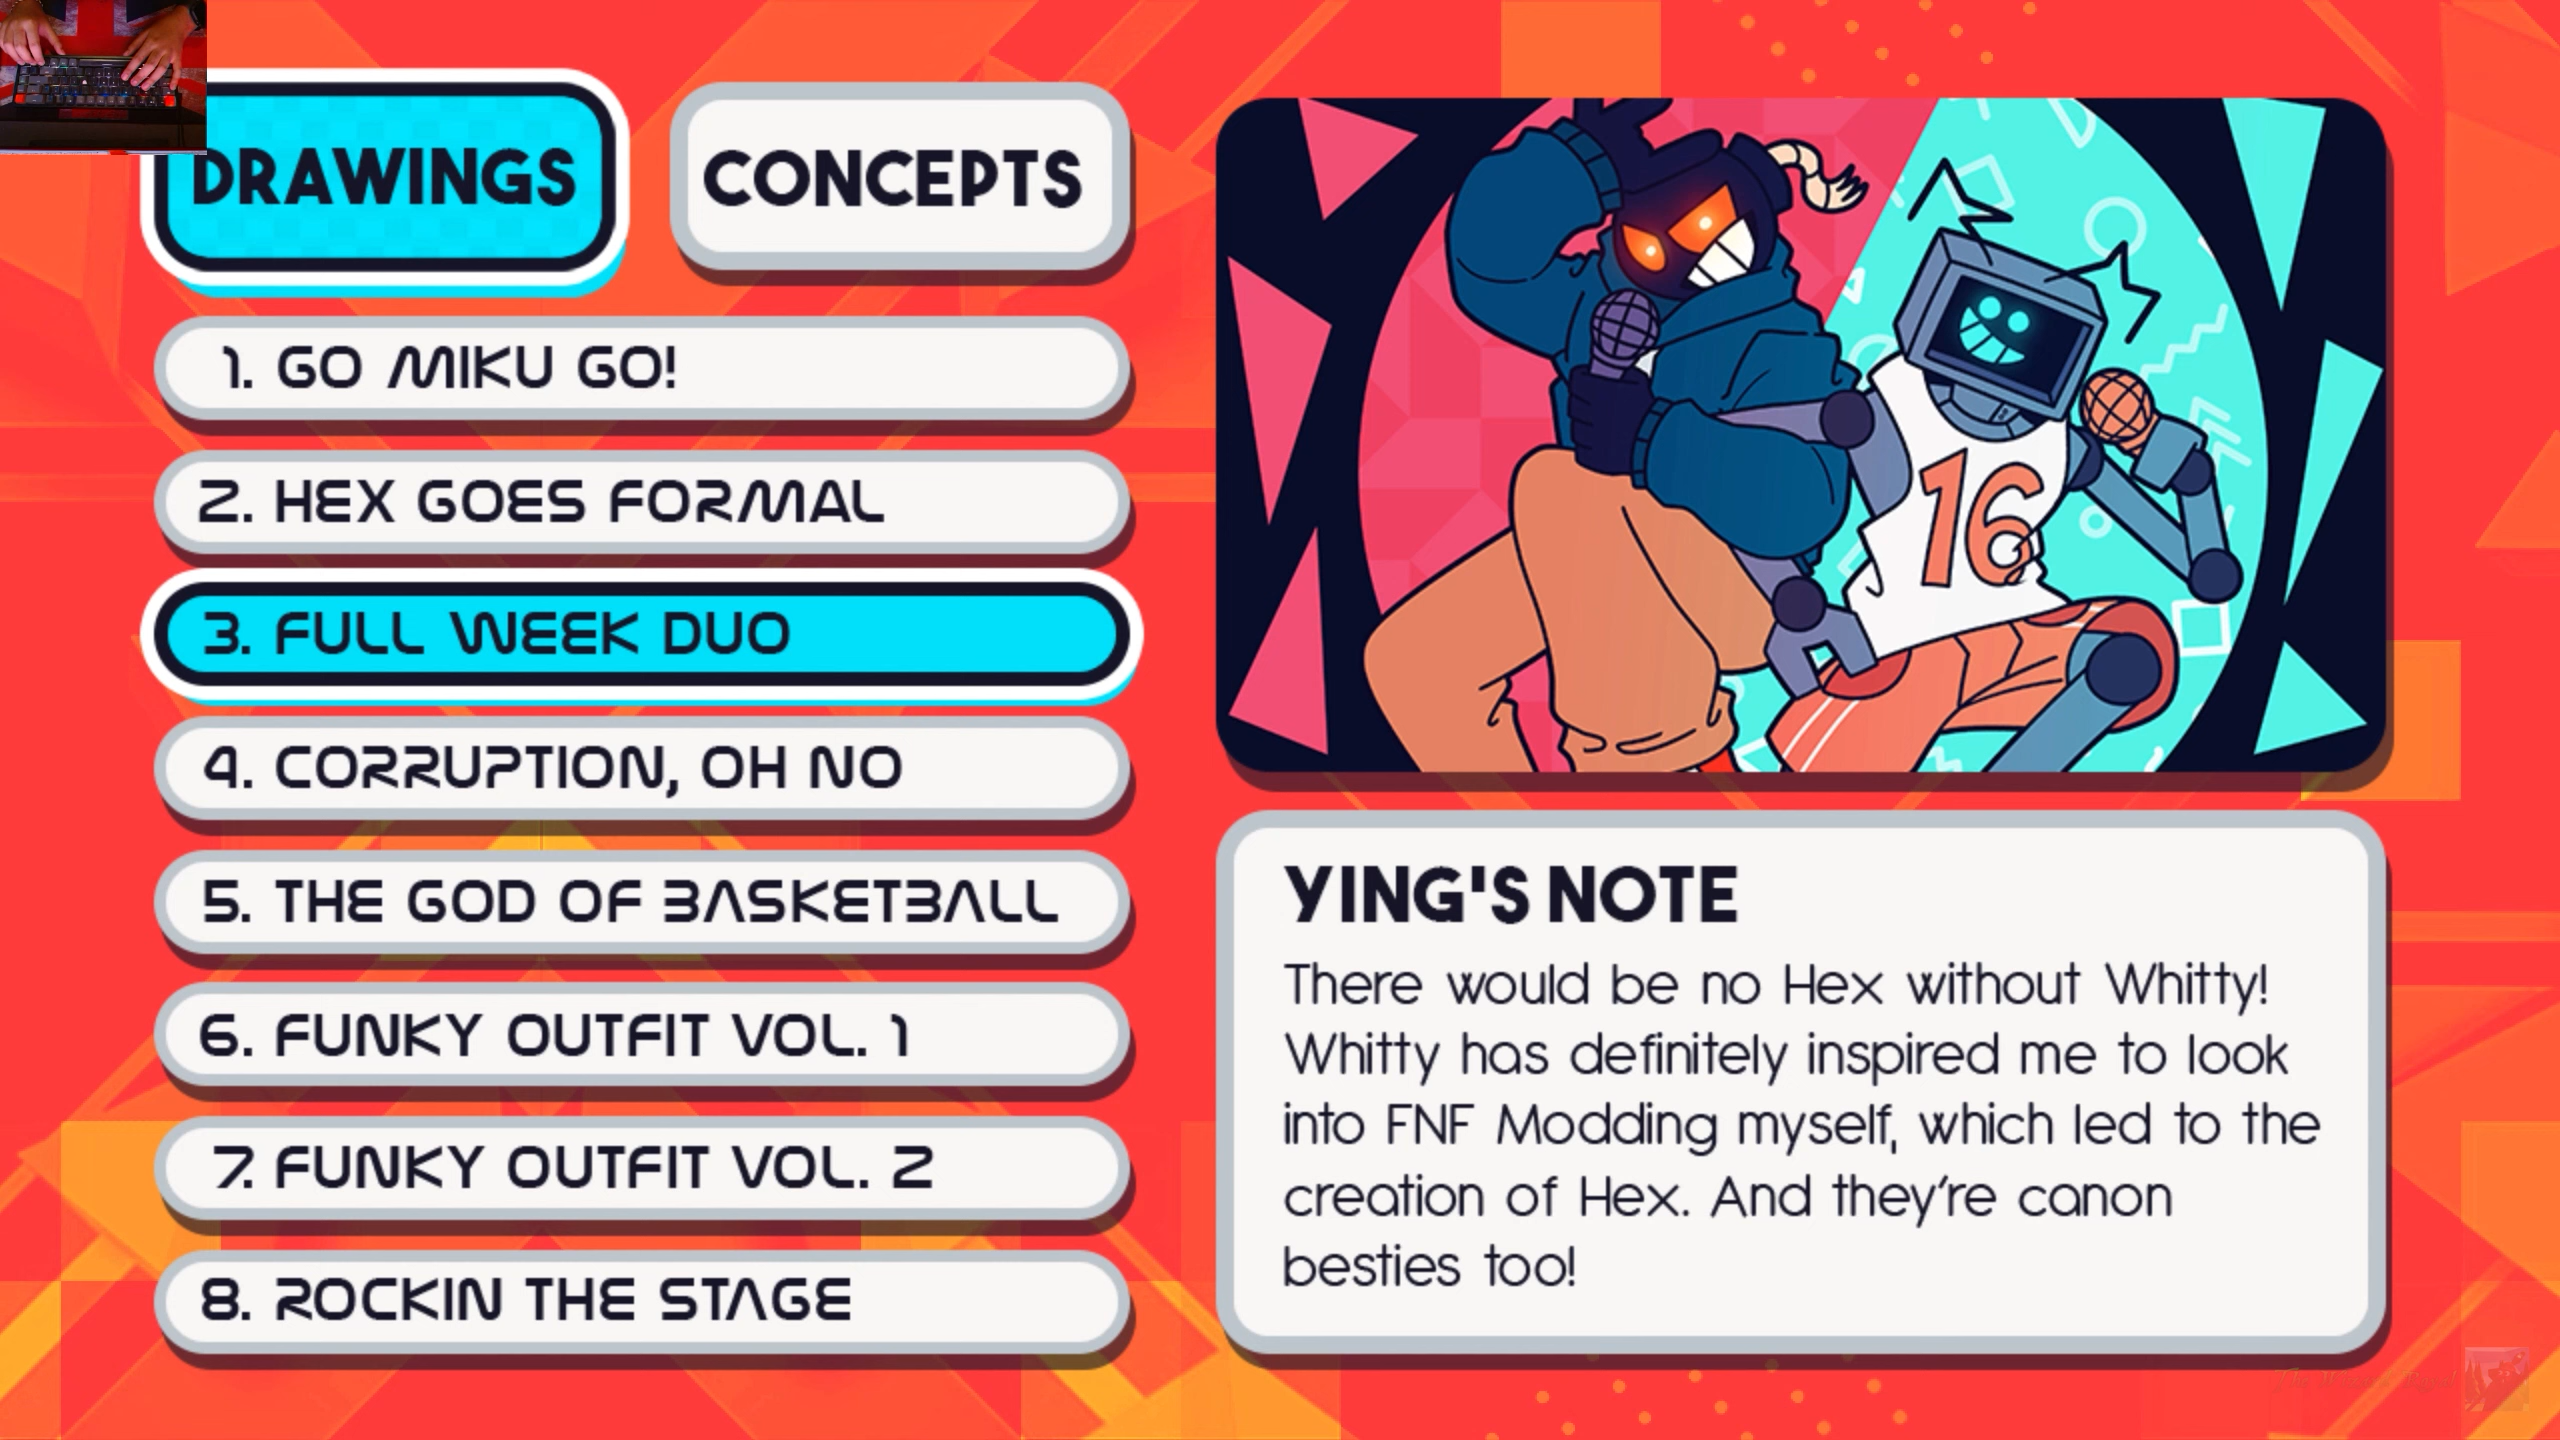 DRAWINGS
CONCEPTS
1. GO MIKU GO!
2. HEX GOES FORMAL
3. FULL WEEK DUO
4. CORRUPTION, OH NO
5. THE GOD OF BASKETBALL
6. FUNKY OUTFIT VOL. 1
7. FUNKY OUTFIT VOL. 2
8. ROCKIN THE STAGE
16
YING'S NOTE
There would be no Hex without Whitty!
Whitty has definitely inspired me to look
into FNF Modding myself, which led to the
creation of Hex. And they're canon
besties too!